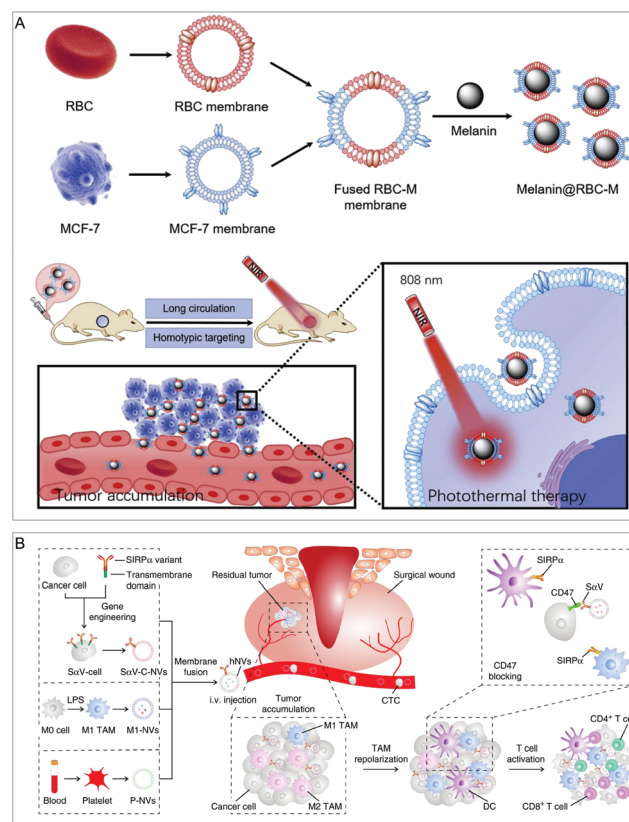 A
RBC
RBC membrane
MCF-7
MCF-7 membrane
Fused RBC-M
membrane
Melanin
Melanin@RBC-M
Long circulation
Homotypic targeting
NIR
808 nm
NIR
Tumor accumulation
Photothermal therapy
B
SIRPα variant
Cancer cell
Transmembrane
domain
Gene
engineering
SαV-cell
SαV-C-NVs
LPS
M0 cell
M1 TAM
M1-NVs
Blood
Platelet
P-NVs
Membrane
fusion
hNVs
i.v. injection
Residual tumor
Surgical wound
CTC
Tumor
accumulation
M1 TAM
Cancer cell
M2 TAM
TAM
repolarization
DC
T cell
activation
SIRPα
CD47
SαV
SIRPα
CD47
blocking
CD4⁺ T ce
CD8⁺ T cell